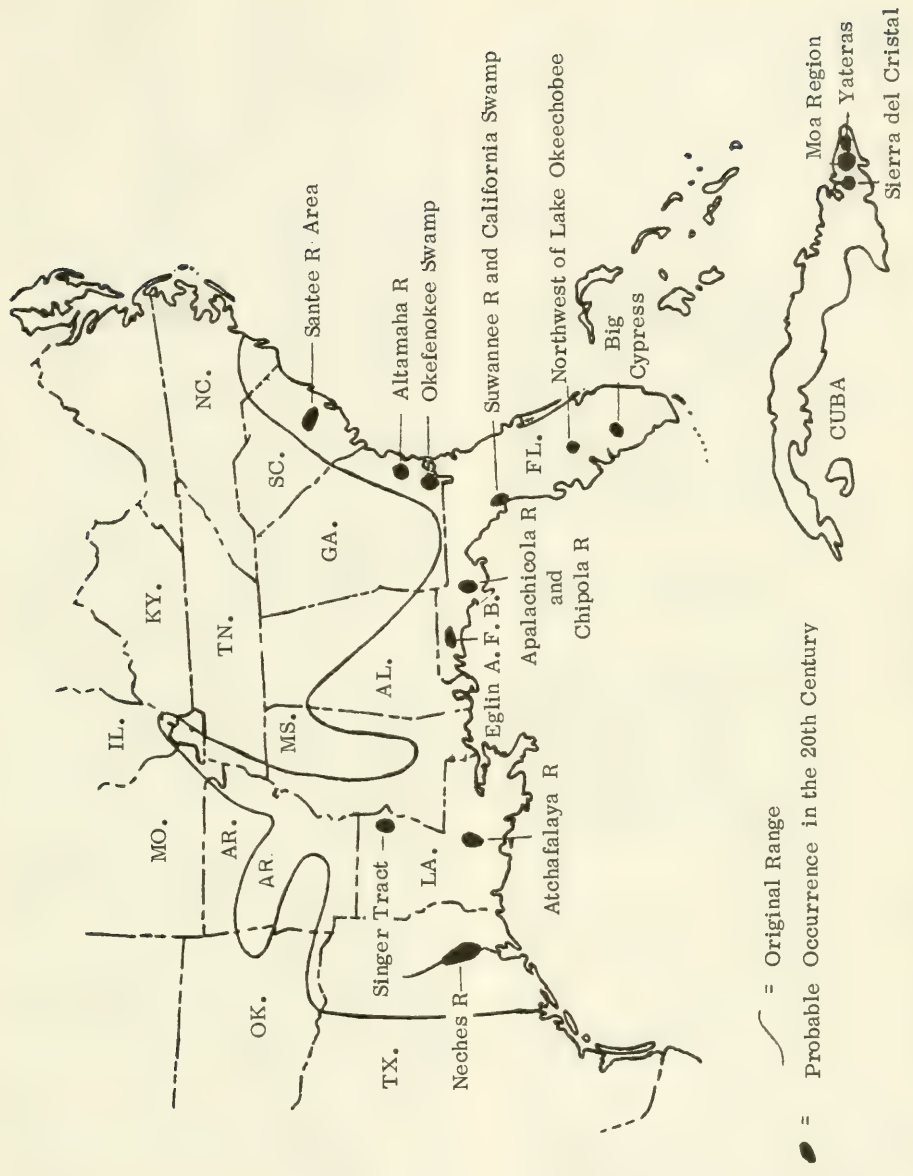 IL.
MO.
KY.
NC.
TN.
AR.
AR.
OK.
SC.
MS.
AL.
GA.
TX.
LA.
FL.
Santee R. Area
Altamaha R
Okefenokee Swamp
Suwannee R and California Swamp
Northwest of Lake Okeechobee
Big
Cypress
Singer Tract
Neches R
Atchafalaya R
Eglin A. F. B.
Apalachicola R
and
Chipola R
CUBA
Moa Region
Yateras
Sierra del Cristal
= Original Range
= Probable Occurrence in the 20th Century